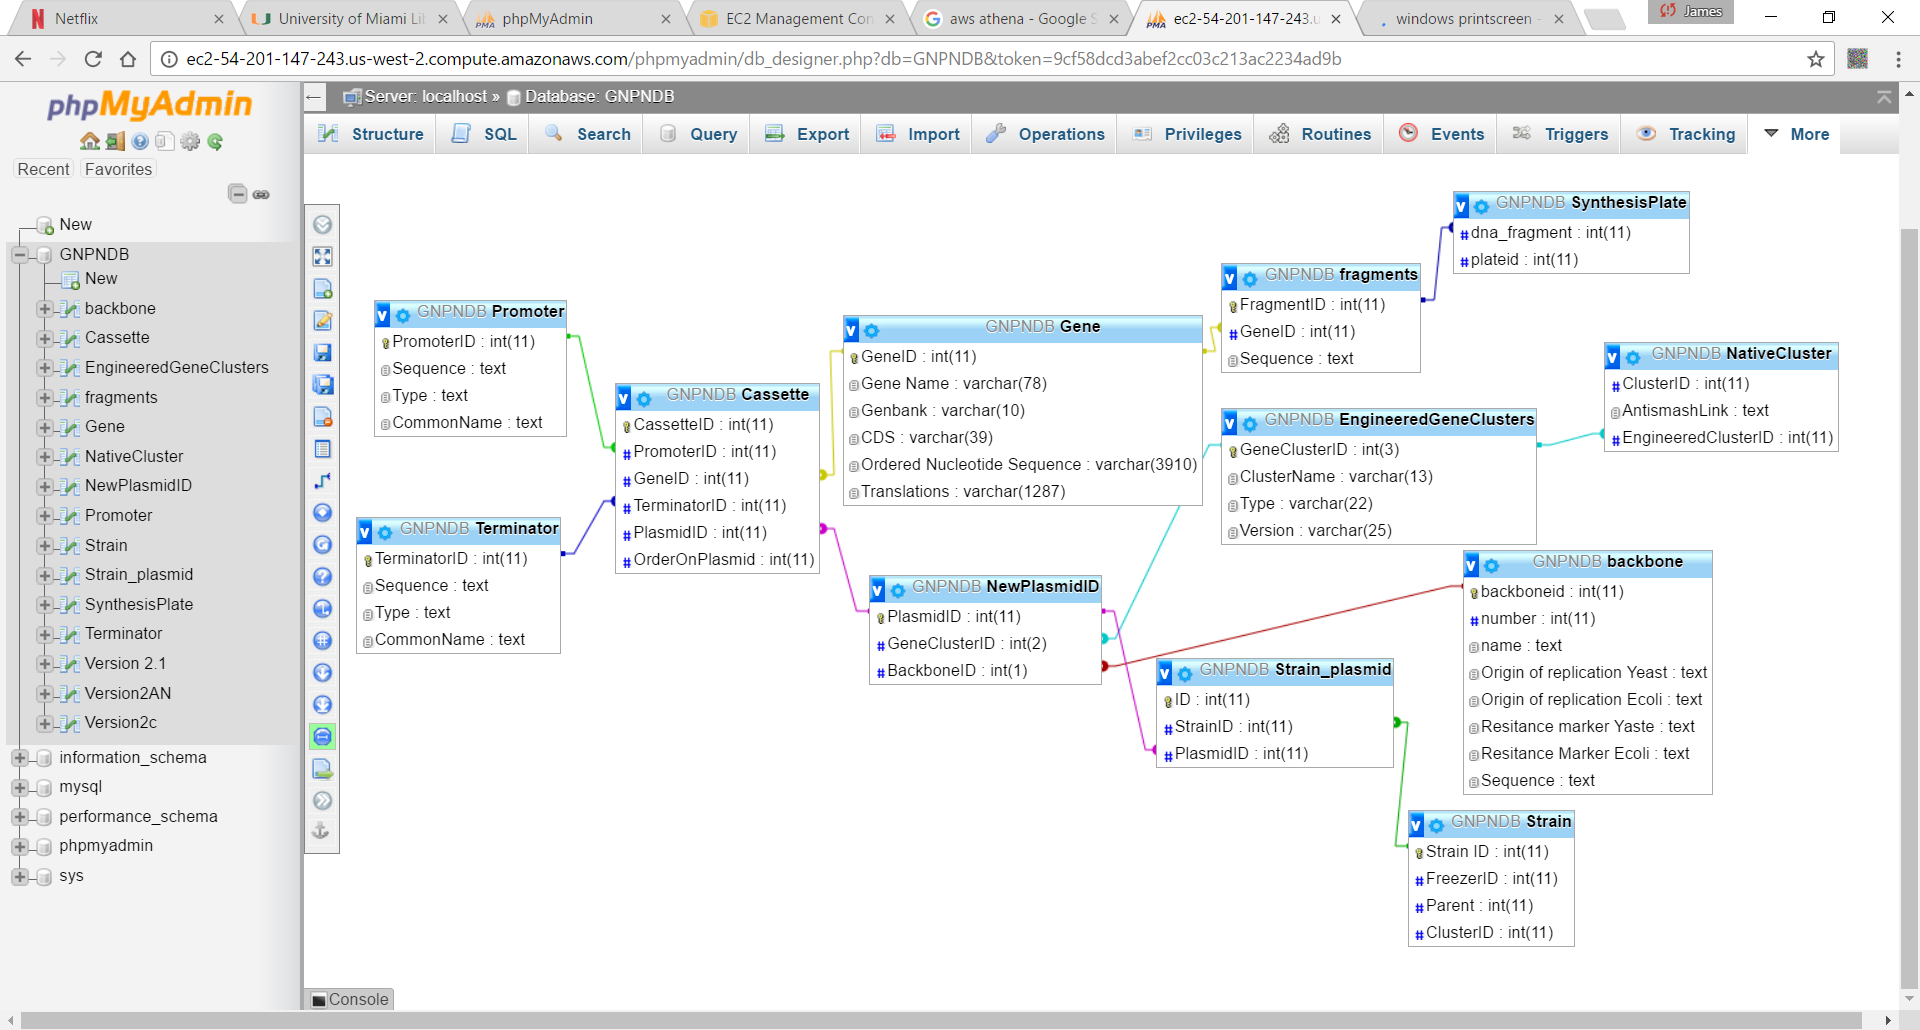 Netflix
University of Miami Li
phpMyAdmin
EC2 Management Con
aws athena - Google S
ec2-54-201-147-243.u
windows printscreen -
James
ec2-54-201-147-243.us-west-2.compute.amazonaws.com/phpmyadmin/db_designer.php?db=GNPNDB&token=9cf58dcd3abef2cc03c213ac2234ad9b
phpMyAdmin
Recent
Favorites
New
GNPNDB
New
backbone
Cassette
EngineeredGeneClusters
fragments
Gene
NativeCluster
NewPlasmidID
Promoter
Strain
Strain_plasmid
SynthesisPlate
Terminator
Version 2.1
Version2AN
Version2c
information_schema
mysql
performance_schema
phpmyadmin
sys
Server: localhost » Database: GNPNDB
Structure
SQL
Search
Query
Export
Import
Operations
Privileges
Routines
Events
Triggers
Tracking
More
v GNPNDB Promoter
PromoterID : int(11)
Sequence : text
Type : text
CommonName : text
v GNPNDB Terminator
TerminatorID : int(11)
Sequence : text
Type : text
CommonName : text
v GNPNDB Cassette
CassetteID : int(11)
# PromoterID : int(11)
# GeneID : int(11)
# TerminatorID : int(11)
# PlasmidID : int(11)
# OrderOnPlasmid : int(11)
v GNPNDB Gene
GeneID : int(11)
Gene Name : varchar(78)
Genbank : varchar(10)
CDS : varchar(39)
Ordered Nucleotide Sequence : varchar(3910)
Translations : varchar(1287)
v GNPNDB NewPlasmidID
PlasmidID : int(11)
# GeneClusterID : int(2)
# BackboneID : int(1)
v GNPNDB fragments
FragmentID : int(11)
# GeneID : int(11)
Sequence : text
v GNPNDB SynthesisPlate
# dna_fragment : int(11)
# plateid : int(11)
v GNPNDB EngineeredGeneClusters
GeneClusterID : int(3)
ClusterName : varchar(13)
Type : varchar(22)
Version : varchar(25)
v GNPNDB NativeCluster
# ClusterID : int(11)
AntismashLink : text
# EngineeredClusterID : int(11)
v GNPNDB backbone
backboneid : int(11)
# number : int(11)
name : text
Origin of replication Yeast : text
Origin of replication Ecoli : text
Resitance marker Yaste : text
Resitance Marker Ecoli : text
Sequence : text
v GNPNDB Strain_plasmid
ID : int(11)
# StrainID : int(11)
# PlasmidID : int(11)
v GNPNDB Strain
Strain ID : int(11)
# FreezerID : int(11)
# Parent : int(11)
# ClusterID : int(11)
Console